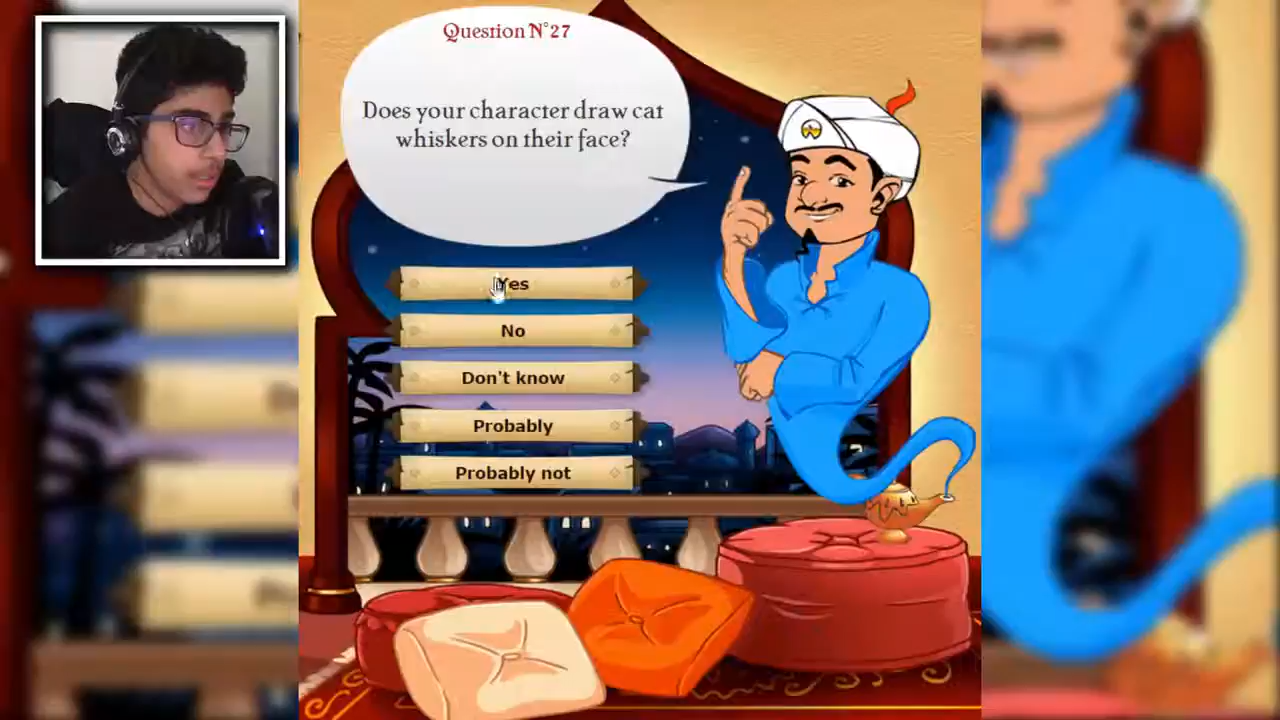 Question N°27
Does your character draw cat
whiskers on their face?
Yes
No
Don't know
Probably
Probably not